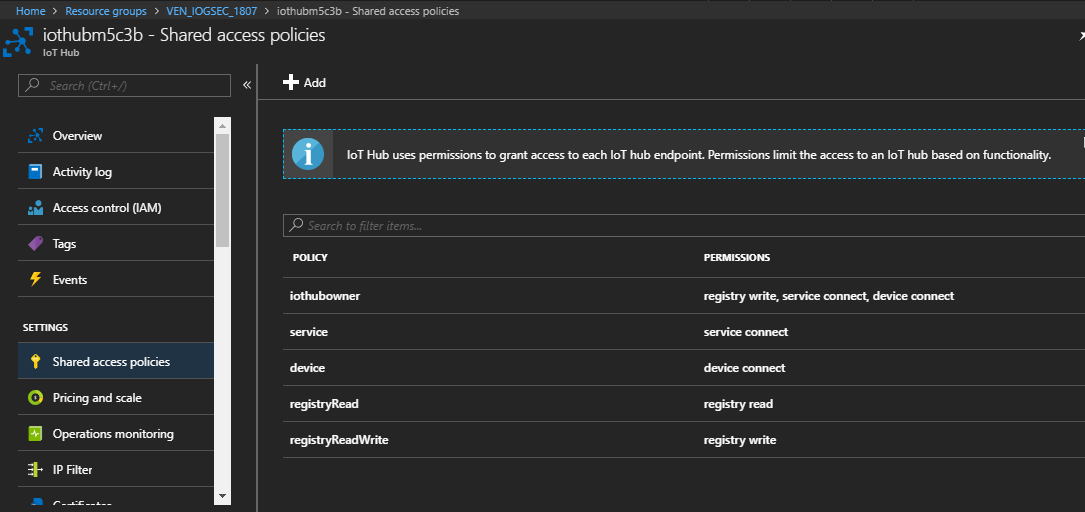 Home > Resource groups > VEN_IOGSEC_1807 > iothubm5c3b - Shared access policies
iothubm5c3b - Shared access policies
IoT Hub
Search (Ctrl+/)
«
Overview
Activity log
Access control (IAM)
Tags
Events
SETTINGS
Shared access policies
Pricing and scale
Operations monitoring
IP Filter
Certificates
Add
IoT Hub uses permissions to grant access to each IoT hub endpoint. Permissions limit the access to an IoT hub based on functionality.
Search to filter items...
POLICY PERMISSIONS
iothubowner registry write, service connect, device connect
service service connect
device device connect
registryRead registry read
registryReadWrite registry write